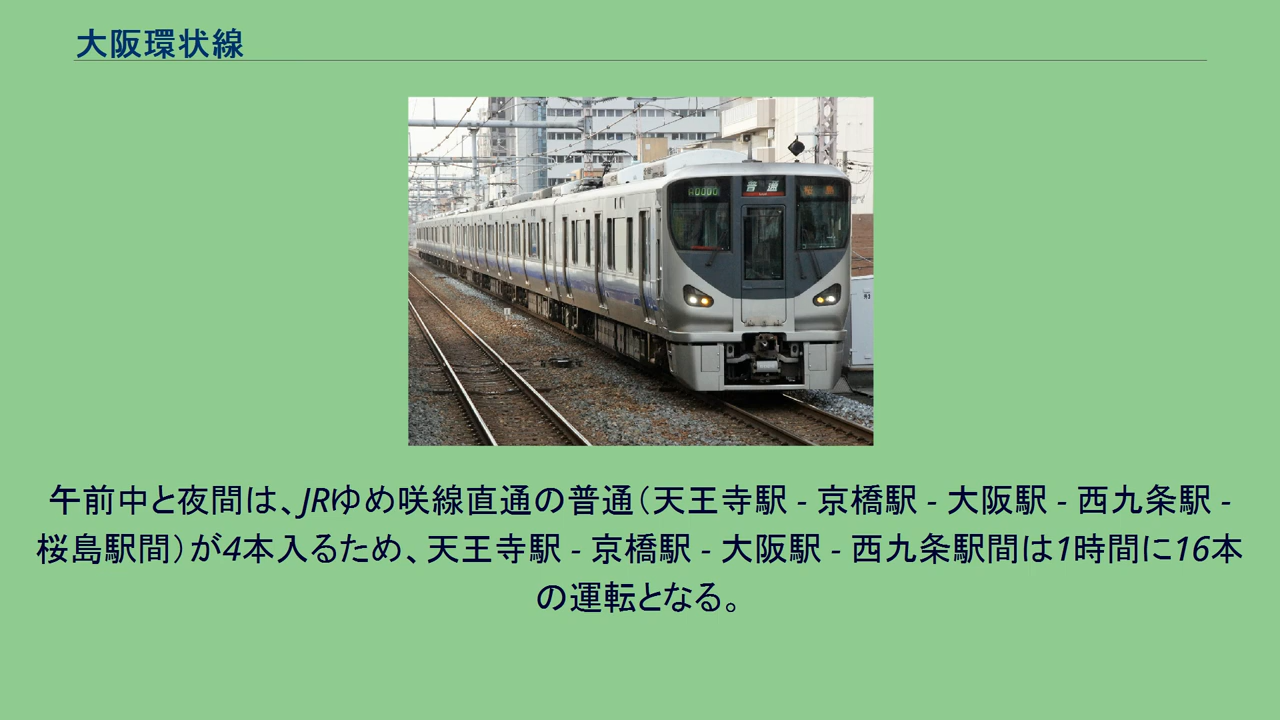 大阪環状線
普通
午前中と夜間は、JRゆめ咲線直通の普通（天王寺駅 - 京橋駅 - 大阪駅 - 西九条駅 -
桜島駅間）が4本入るため、天王寺駅 - 京橋駅 - 大阪駅 - 西九条駅間は1時間に16本
の運転となる。